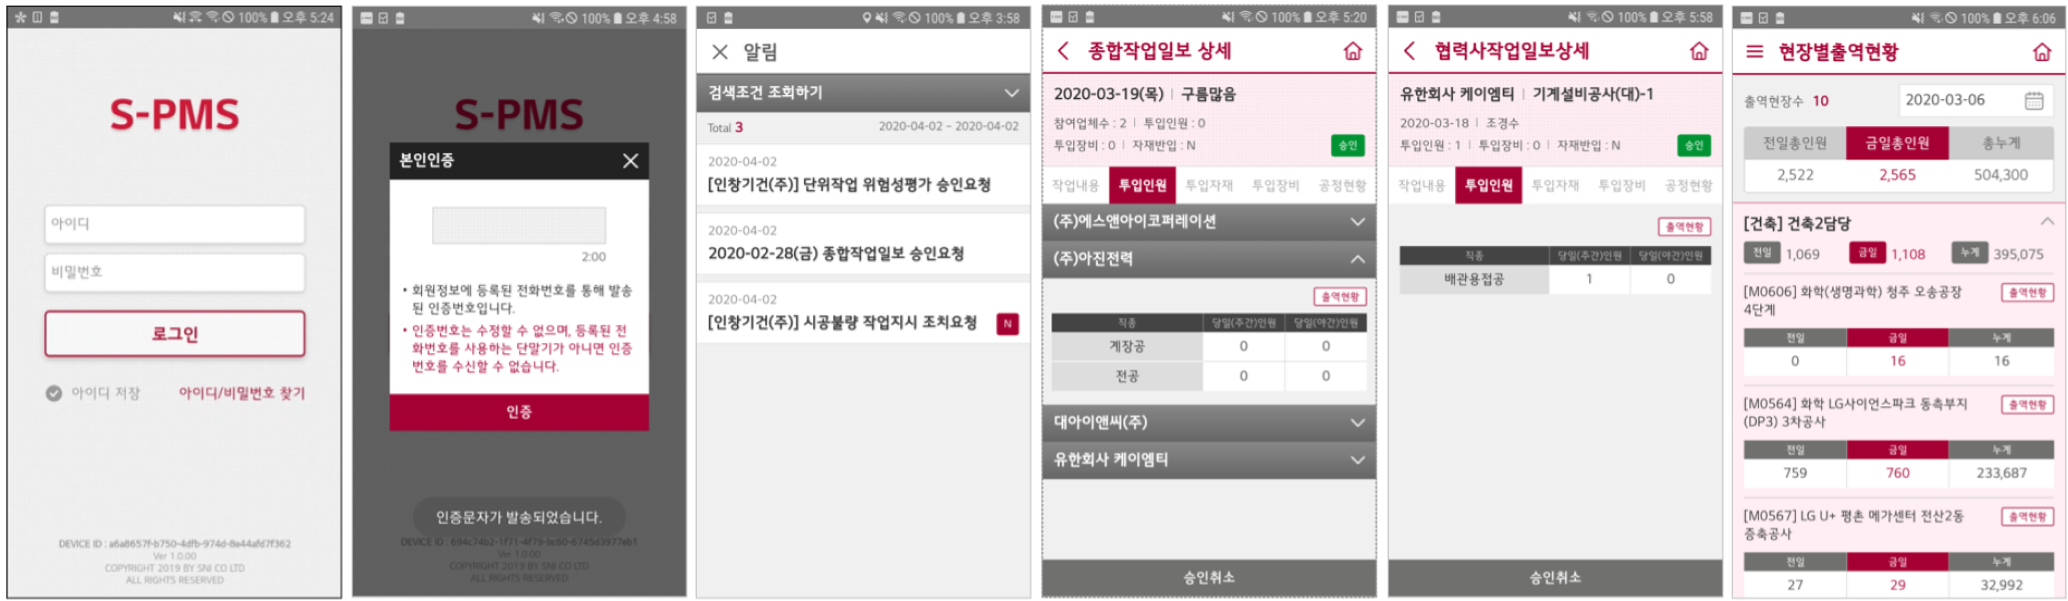 100% 오후 5:24
S-PMS
아이디
비밀번호
로그인
아이디 저장 아이디/비밀번호 찾기
DEVICE ID : a6a8657f-b750-4dfb-974d-8e44afd7f362
Ver 1.0.00
COPYRIGHT 2019 BY SNI CO LTD
ALL RIGHTS RESERVED
100% 오후 4:58
S-PMS
본인인증
2:00
• 회원정보에 등록된 전화번호를 통해 발송
된 인증번호입니다.
• 인증번호는 수정할 수 없으며, 등록된 전
화번호를 사용하는 단말기가 아니면 인증
번호를 수신할 수 없습니다.
인증
인증문자가 발송되었습니다.
DEVICE ID : 694c74b2-1f71-4f79-bc60-6745d3977eb1
Ver 1.0.00
COPYRIGHT 2019 BY SNI CO LTD
ALL RIGHTS RESERVED
100% 오후 3:58
알림
검색조건 조회하기
Total 3 2020-04-02 ~ 2020-04-02
2020-04-02
[인창기건(주)] 단위작업 위험성평가 승인요청
2020-04-02
2020-02-28(금) 종합작업일보 승인요청
2020-04-02
[인창기건(주)] 시공불량 작업지시 조치요청 N
100% 오후 5:20
종합작업일보 상세
2020-03-19(목) | 구름많음
참여업체수 : 2 | 투입인원 : 0
투입장비 : 0 | 자재반입 : N 승인
작업내용 투입인원 투입자재 투입장비 공정현황
(주)에스앤아이코퍼레이션
(주)아진전력
출역현황
직종 당일(주간)인원 당일(야간)인원
계장공 0 0
전공 0 0
대아이앤씨(주)
유한회사 케이엠티
승인취소
100% 오후 5:58
협력사작업일보상세
유한회사 케이엠티 | 기계설비공사(대)-1
2020-03-18 | 조경수
투입인원 : 1 | 투입장비 : 0 | 자재반입 : N 승인
작업내용 투입인원 투입자재 투입장비 공정현황
출역현황
직종 당일(주간)인원 당일(야간)인원
배관용접공 1 0
승인취소
100% 오후 6:06
현장별출역현황
출역현장수 10 2020-03-06
전일총인원 금일총인원 총누계
2,522 2,565 504,300
[건축] 건축2담당
전일 1,069 금일 1,108 누계 395,075
[M0606] 화학(생명과학) 청주 오송공장 출역현황
4단계
전일 금일 누계
0 16 16
[M0564] 화학 LG사이언스파크 동측부지 출역현황
(DP3) 3차공사
전일 금일 누계
759 760 233,687
[M0567] LG U+ 평촌 메가센터 전산2동 출역현황
증축공사
전일 금일 누계
27 29 32,992